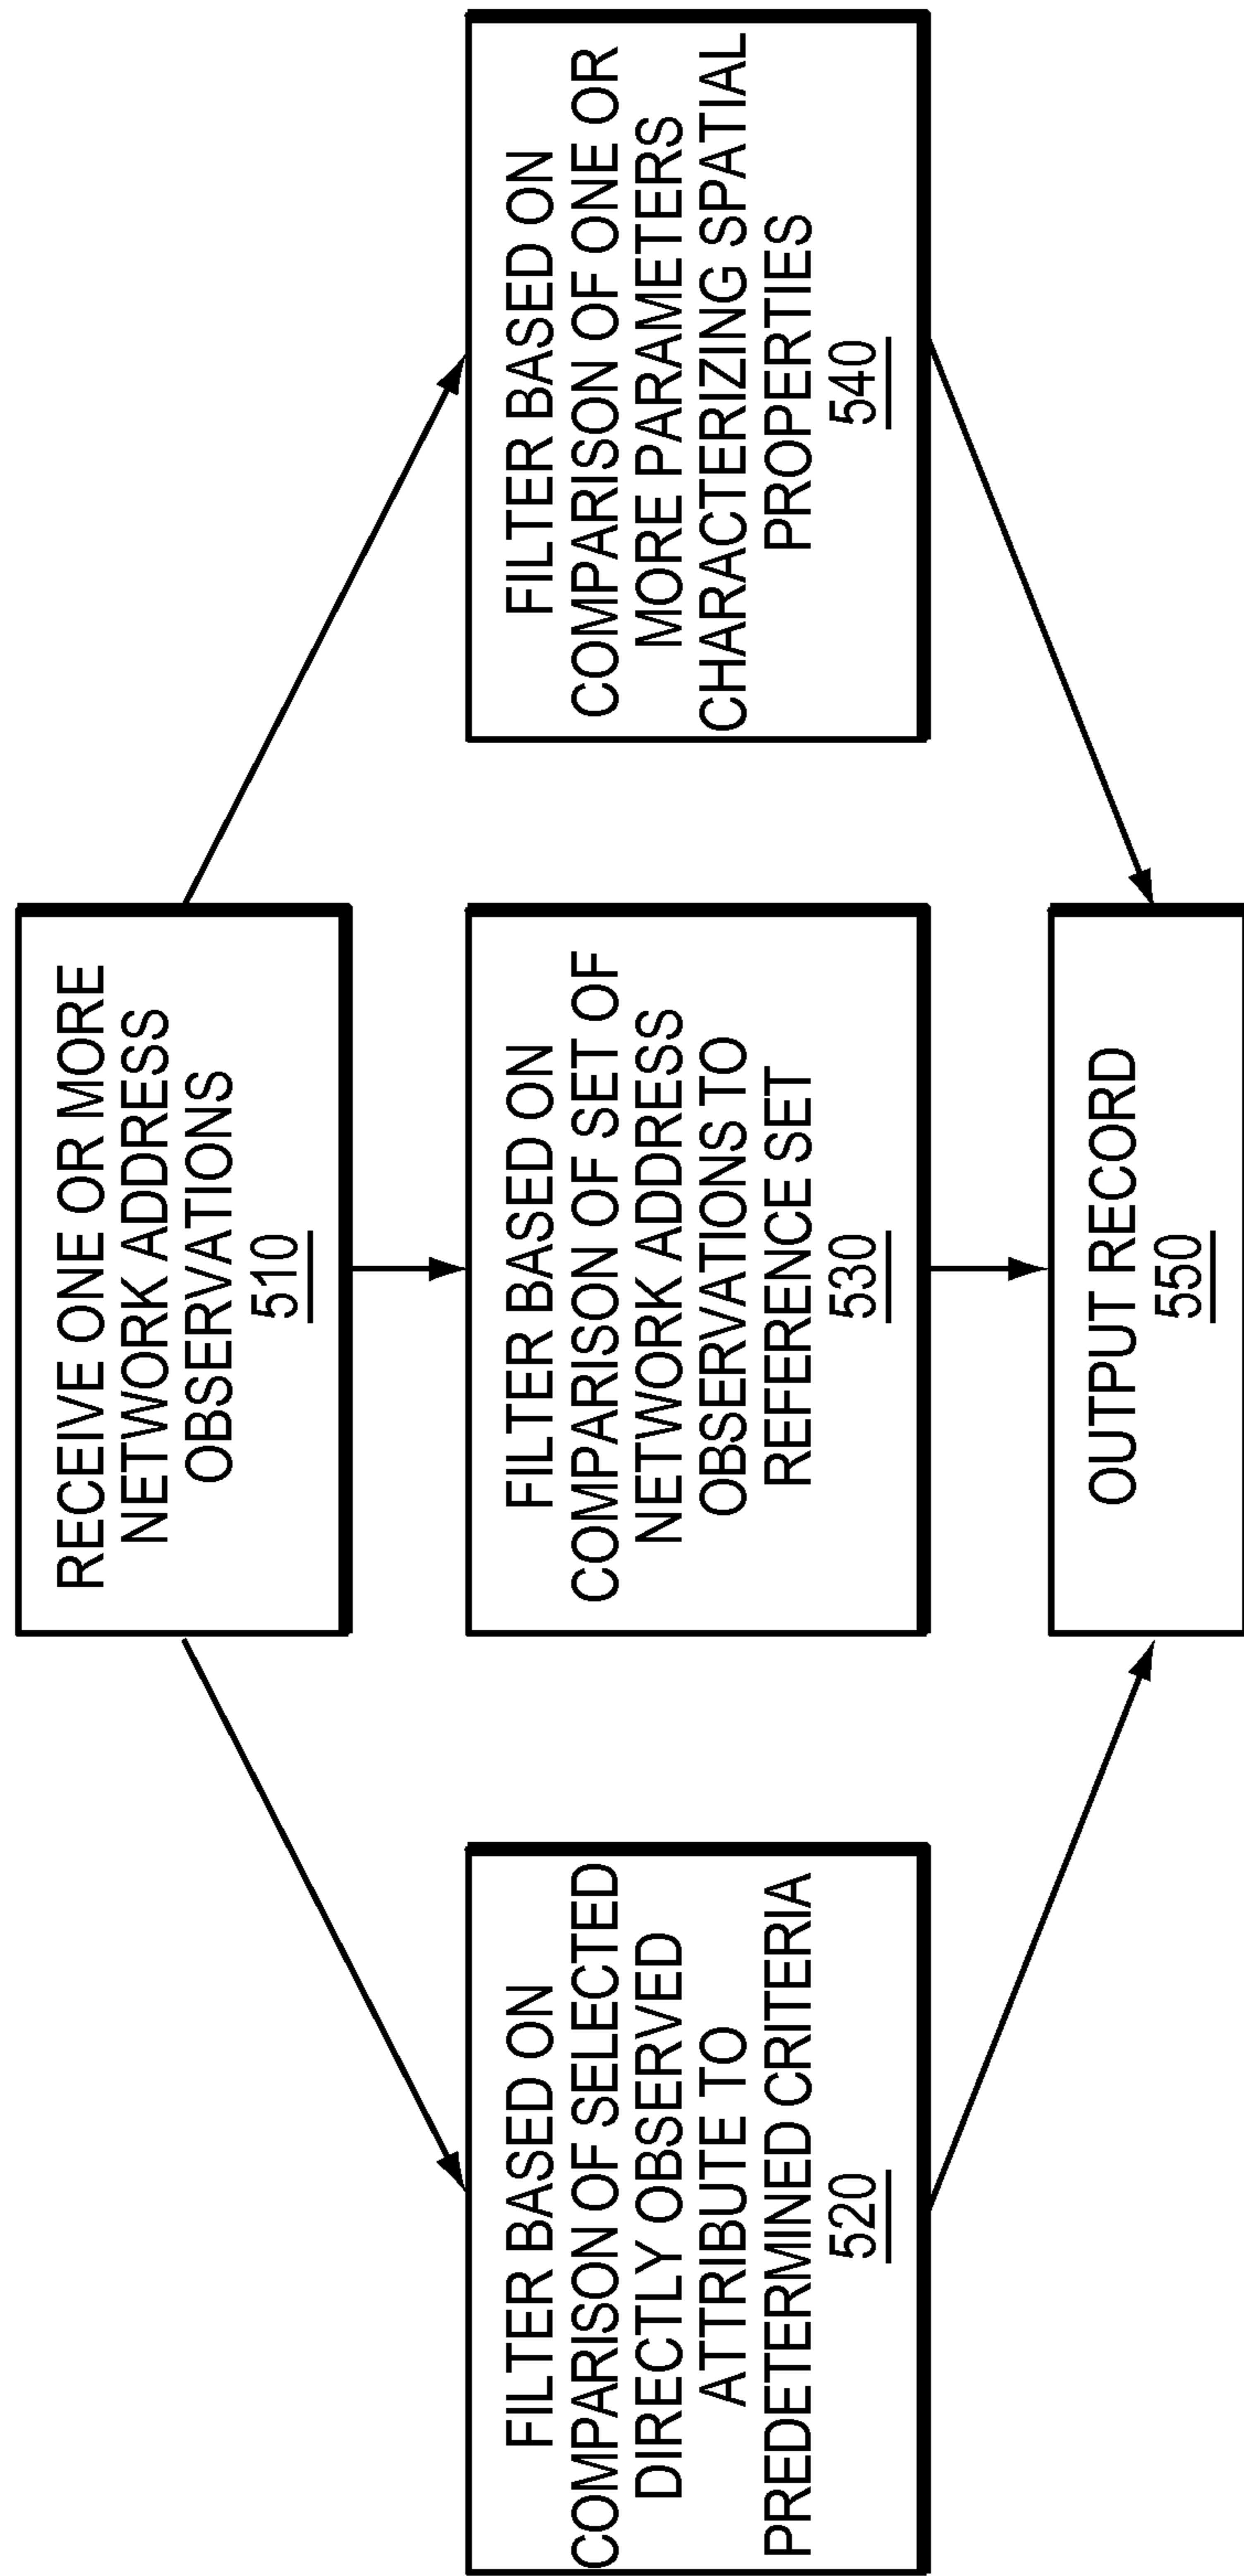 RECEIVE ONE OR MORE
NETWORK ADDRESS
OBSERVATIONS
510
FILTER BASED ON
COMPARISON OF SELECTED
DIRECTLY OBSERVED
ATTRIBUTE TO
PREDETERMINED CRITERIA
520
FILTER BASED ON
COMPARISON OF SET OF
NETWORK ADDRESS
OBSERVATIONS TO
REFERENCE SET
530
FILTER BASED ON
COMPARISON OF ONE OR
MORE PARAMETERS
CHARACTERIZING SPATIAL
PROPERTIES
540
OUTPUT RECORD
550